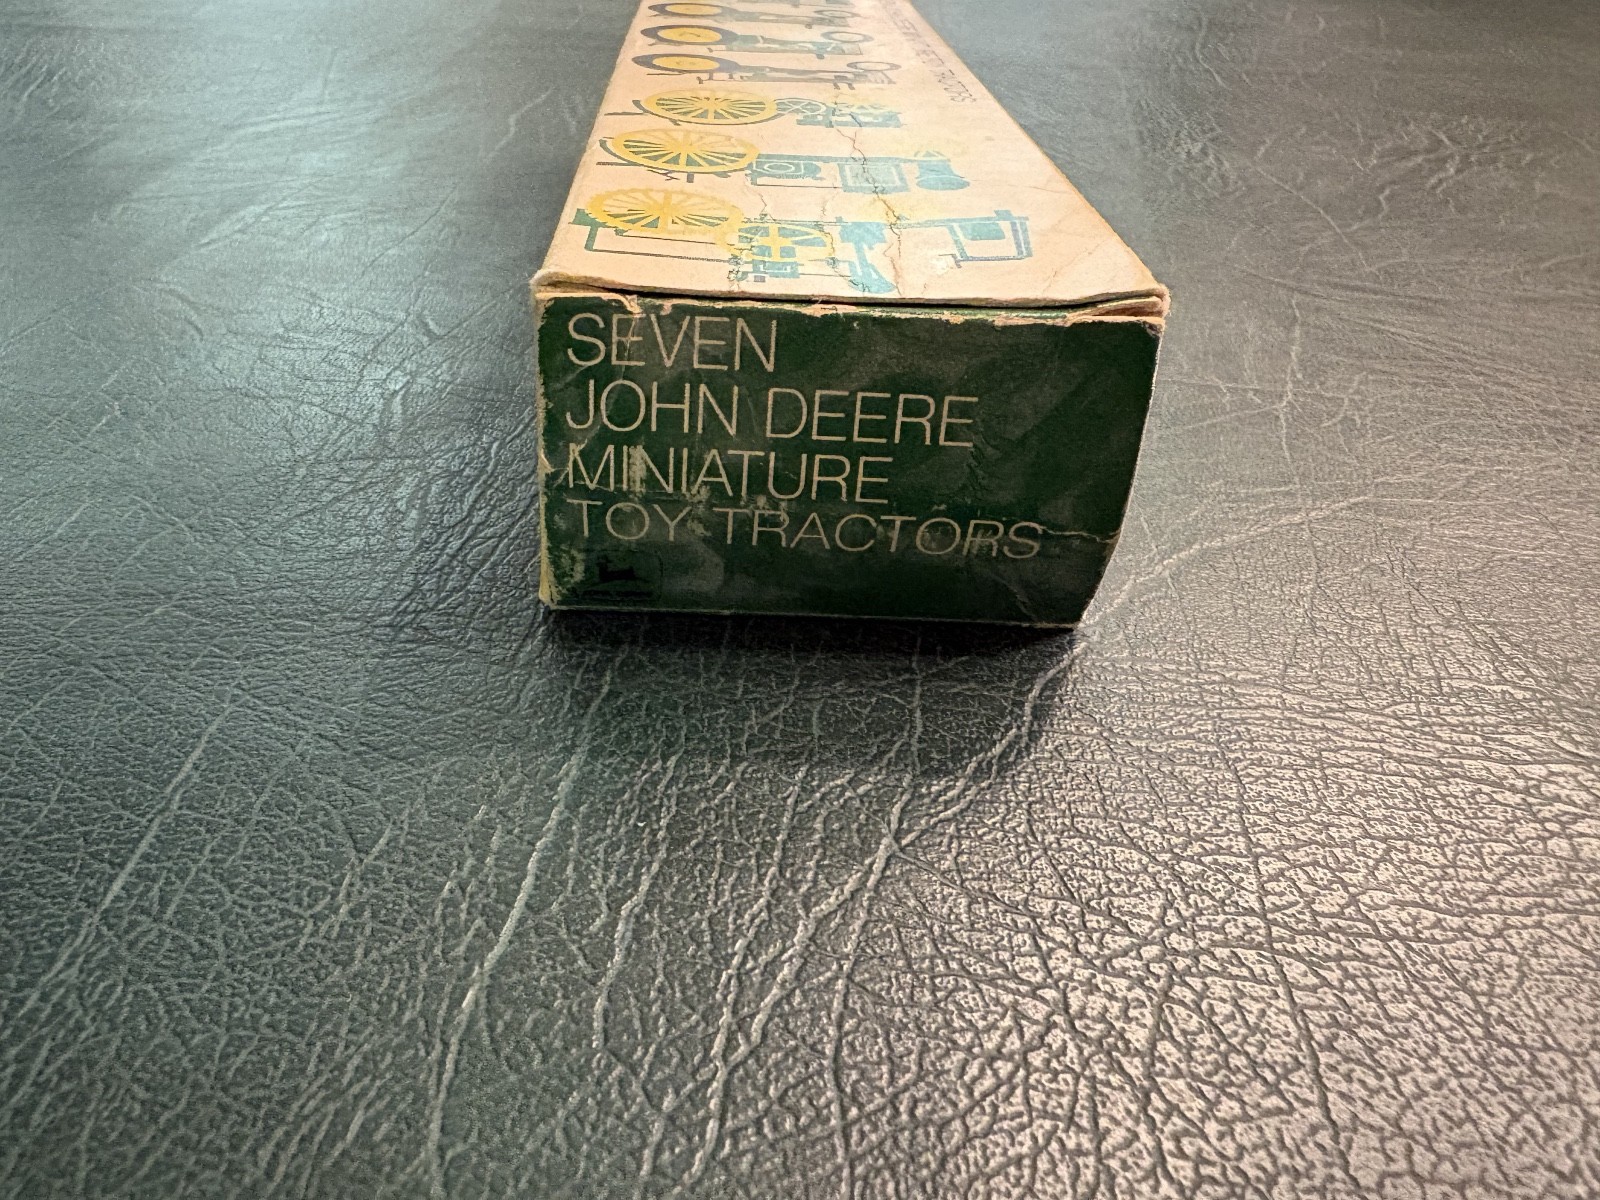 SEVEN
JOHN DEERE
MINIATURE
TOY TRACTORS